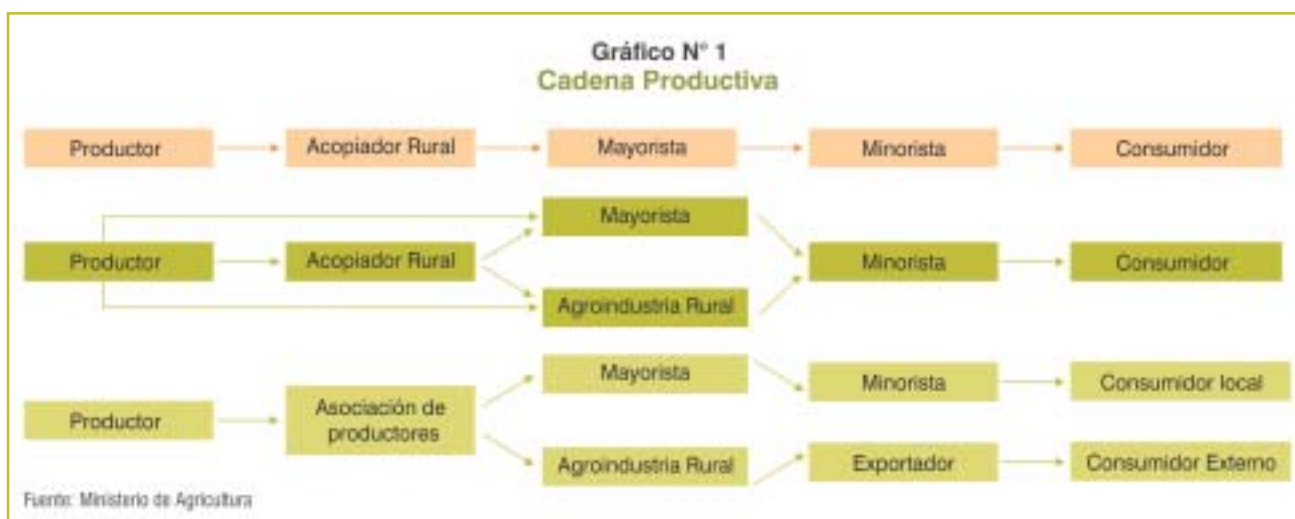 Gráfico N° 1
Cadena Productiva
Productor
Acopiador Rural
Mayorista
Minorista
Consumidor
Mayorista
Productor
Acopiador Rural
Minorista
Consumidor
Agroindustria Rural
Mayorista
Minorista
Consumidor local
Productor
Asociación de
productores
Agroindustria Rural
Exportador
Consumidor Externo
Fuente: Ministerio de Agricultura